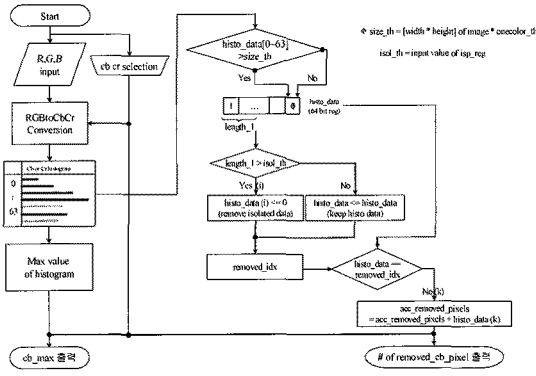 Start
R.G.B
input
cb cr selection
RGBtoCbCr
Conversion
0
63
Max value
of histogram
cb_max 출력
histo_data[0~63]
>size_th
Yes
No
histo_data
(64 bit reg)
length_1
length_1 > isol_th
Yes (i)
No
histo_data (i) <= 0
(remove isolated data)
histo_data <= histo_data
(keep histo data)
removed_idx
histo_data ==
removed_idx
No(k)
acc_removed_pixels
=acc_removed_pixels + histo_data (k)
# of removed_cb_pixel 출력
size_th = [width * height] of image * onecolor_th
isol_th = input value of isp_reg